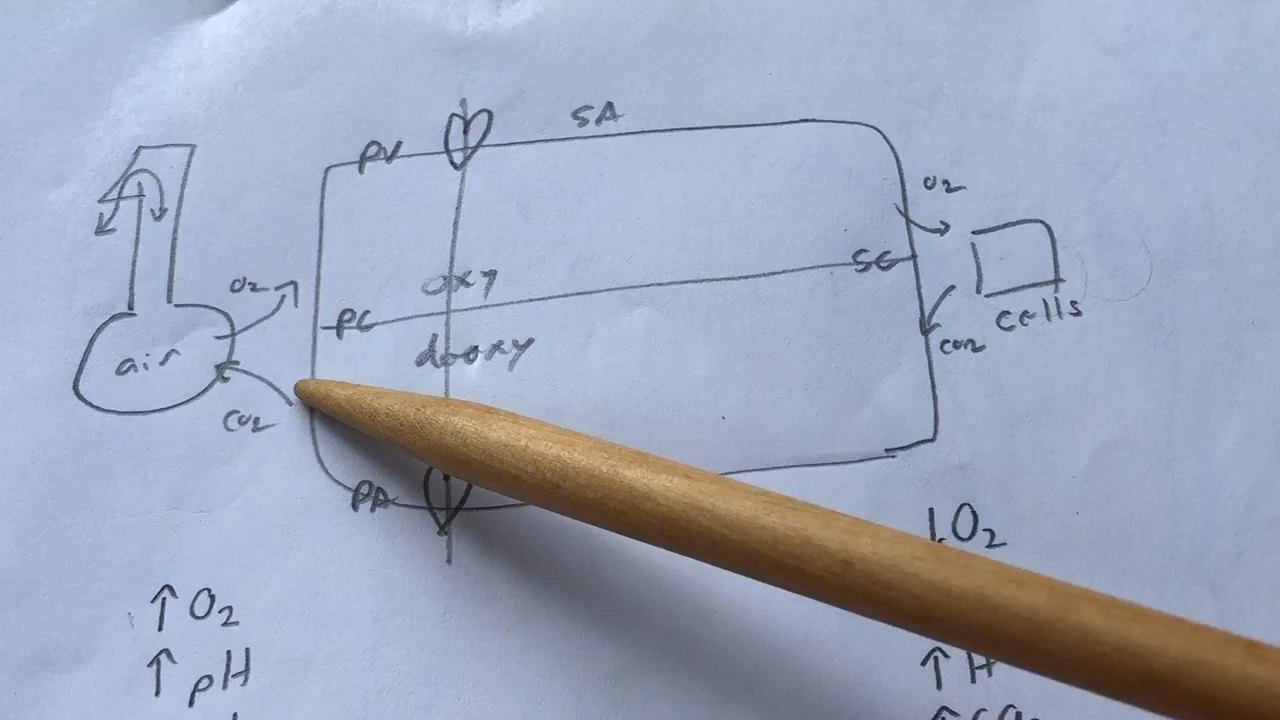 SA
PV
O2
O2
oxy
SC
PC
cells
CO2
air
deoxy
CO2
PA
O2
↑ O2
↑ pH
↑ H